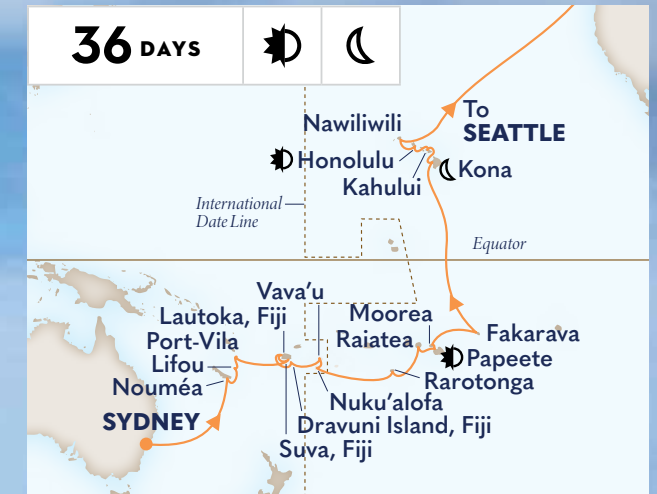 36 DAYS
Nawiliwili
To
SEATTLE
Honolulu
Kona
Kahului
International
Date Line
Equator
Vava'u
Lautoka, Fiji
Moorea
Port-Vila
Raiatea
Fakarava
Lifou
Papeete
Nouméa
Rarotonga
Nuku'alofa
SYDNEY
Dravuni Island, Fiji
Suva, Fiji